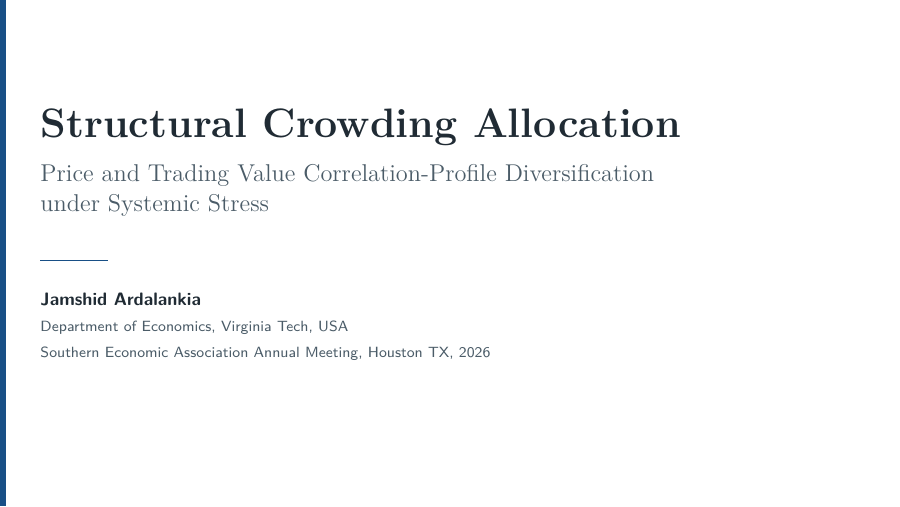 Structural Crowding Allocation
Price and Trading Value Correlation-Profile Diversification
under Systemic Stress
Jamshid Ardalankia
Department of Economics, Virginia Tech, USA
Southern Economic Association Annual Meeting, Houston TX, 2026